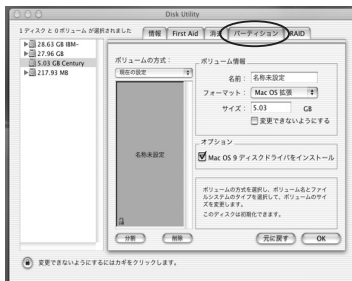 Disk Utility
1 ディスク と 0 ボリューム が選択されました
情報
First Aid
消去
パーティション
RAID
28.63 GB IBM-
27.96 GB
5.03 GB Century
217.93 MB
ボリュームの方式：
現在の設定
名称未設定
分割
削除
ボリューム情報
名前： 名称未設定
フォーマット： Mac OS 拡張
サイズ： 5.03 GB
変更できないようにする
オプション
Mac OS 9 ディスクドライバをインストール
ボリュームの方式を選択し、ボリューム名とファイ
ルシステムのタイプを選択して、ボリュームのサイ
ズを変更します。
このディスクは初期化できます。
元に戻す
OK
変更できないようにするにはカギをクリックします。